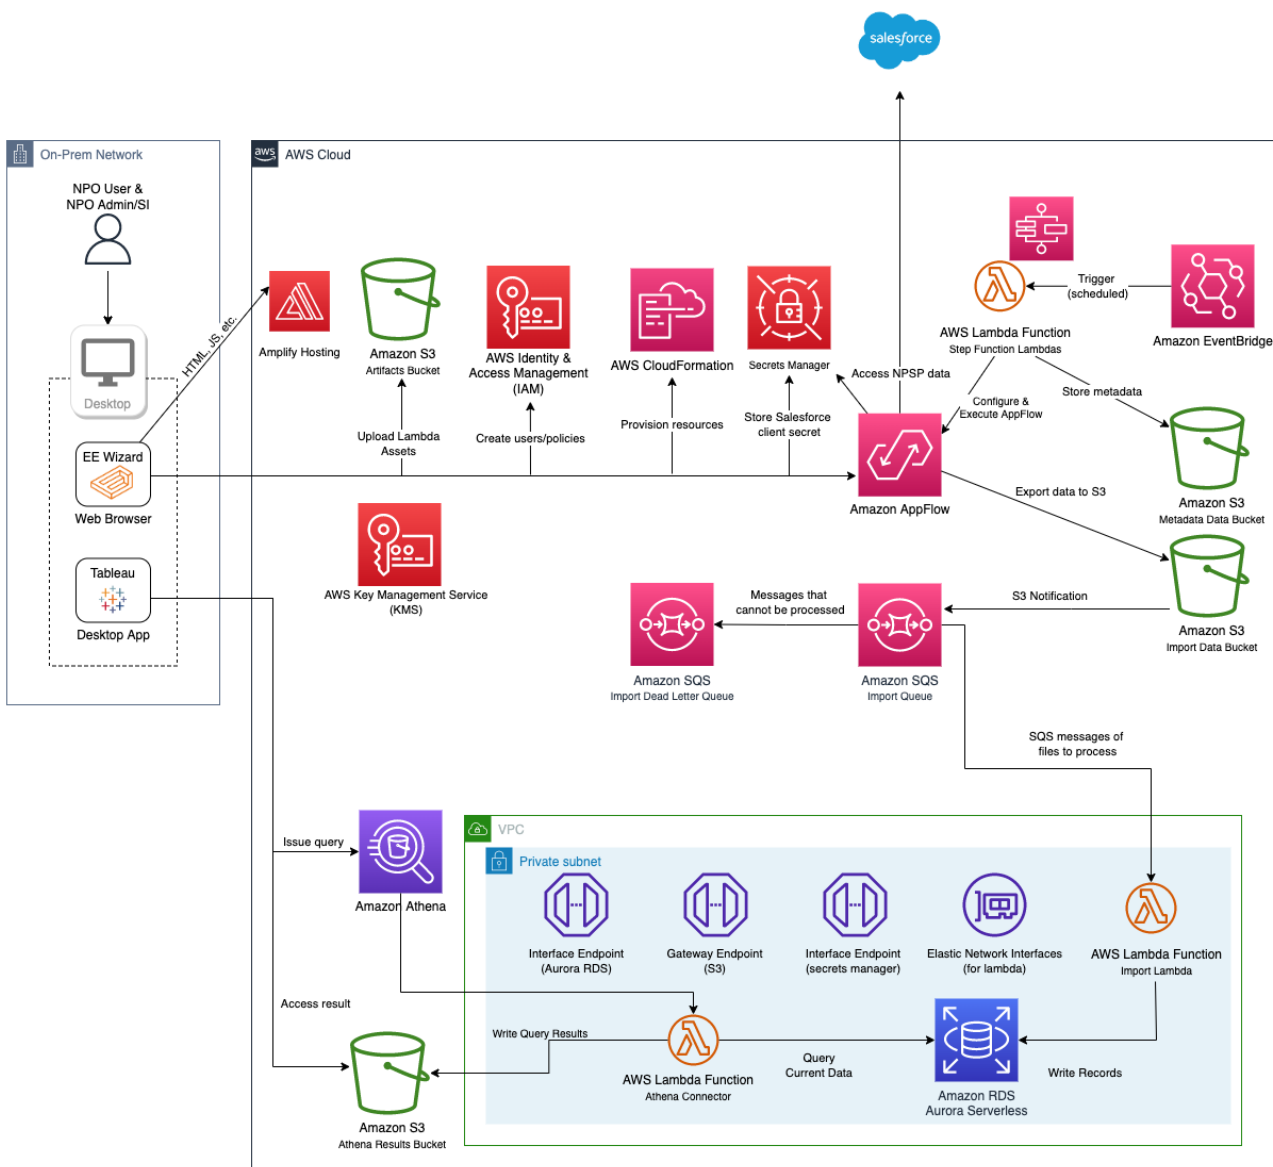 salesforce
On-Prem Network
aws
AWS Cloud
NPO User &
NPO Admin/SI
Desktop
EE Wizard
Web Browser
Tableau
Desktop App
HTML, JS, etc.
Amplify Hosting
Amazon S3
Artifacts Bucket
AWS Identity &
Access Management
(IAM)
AWS CloudFormation
Secrets Manager
Access NPSP data
Trigger
(scheduled)
AWS Lambda Function
Step Function Lambdas
Amazon EventBridge
Upload Lambda
Assets
Create users/policies
Provision resources
Store Salesforce
client secret
Configure &
Execute AppFlow
Store metadata
Amazon AppFlow
Export data to S3
Amazon S3
Metadata Data Bucket
AWS Key Management Service
(KMS)
Messages that
cannot be processed
S3 Notification
Amazon S3
Import Data Bucket
Amazon SQS
Import Dead Letter Queue
Amazon SQS
Import Queue
SQS messages of
files to process
Issue query
Amazon Athena
VPC
Private subnet
Interface Endpoint
(Aurora RDS)
Gateway Endpoint
(S3)
Interface Endpoint
(secrets manager)
Elastic Network Interfaces
(for lambda)
AWS Lambda Function
Import Lambda
Access result
Write Query Results
AWS Lambda Function
Athena Connector
Query
Current Data
Write Records
Amazon RDS
Aurora Serverless
Amazon S3
Athena Results Bucket